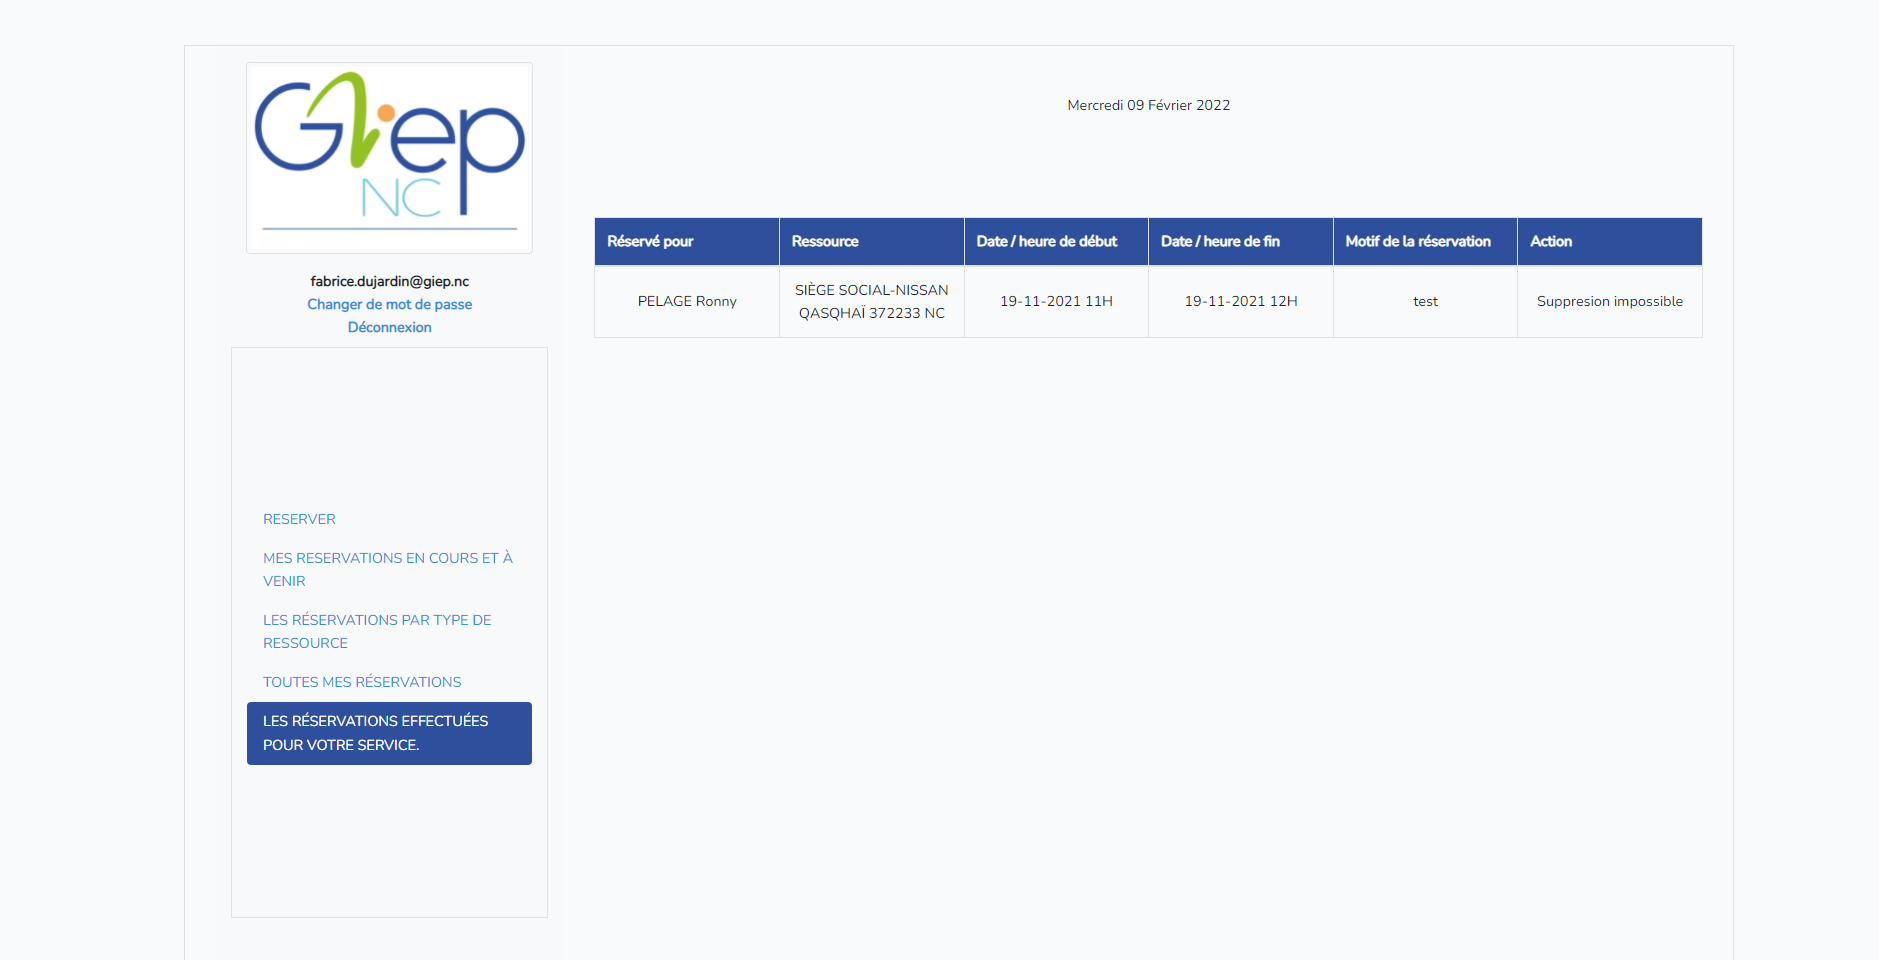 Giep
NC
fabrice.dujardin@giep.nc
Changer de mot de passe
Déconnexion
RESERVER
MES RESERVATIONS EN COURS ET À
VENIR
LES RÉSERVATIONS PAR TYPE DE
RESSOURCE
TOUTES MES RÉSERVATIONS
LES RÉSERVATIONS EFFECTUÉES
POUR VOTRE SERVICE.
Mercredi 09 Février 2022
Réservé pour Ressource Date / heure de début Date / heure de fin Motif de la réservation Action
PELAGE Ronny SIÈGE SOCIAL-NISSAN QASQHAÏ 372233 NC 19-11-2021 11H 19-11-2021 12H test Suppresion impossible